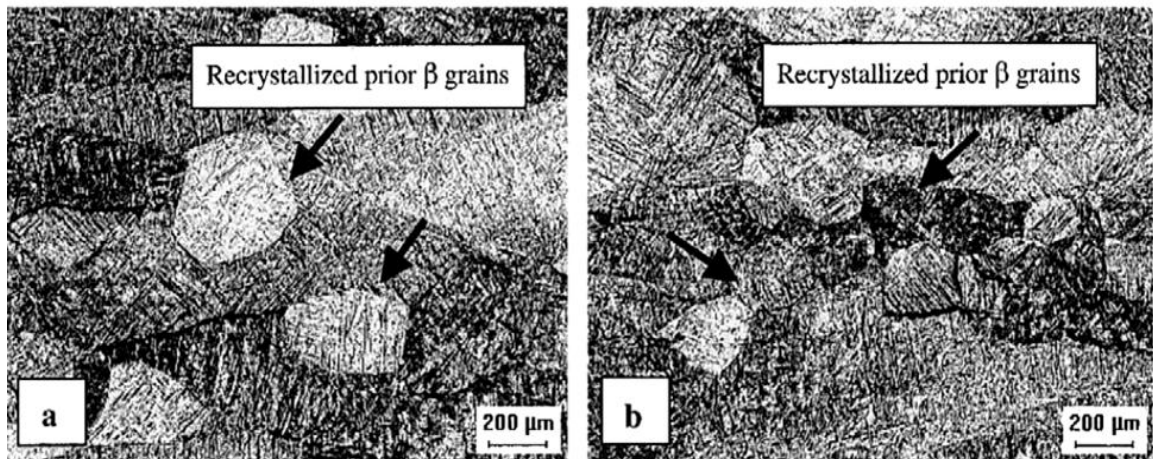 Recrystallized prior β grains
a
200 μm
Recrystallized prior β grains
b
200 μm